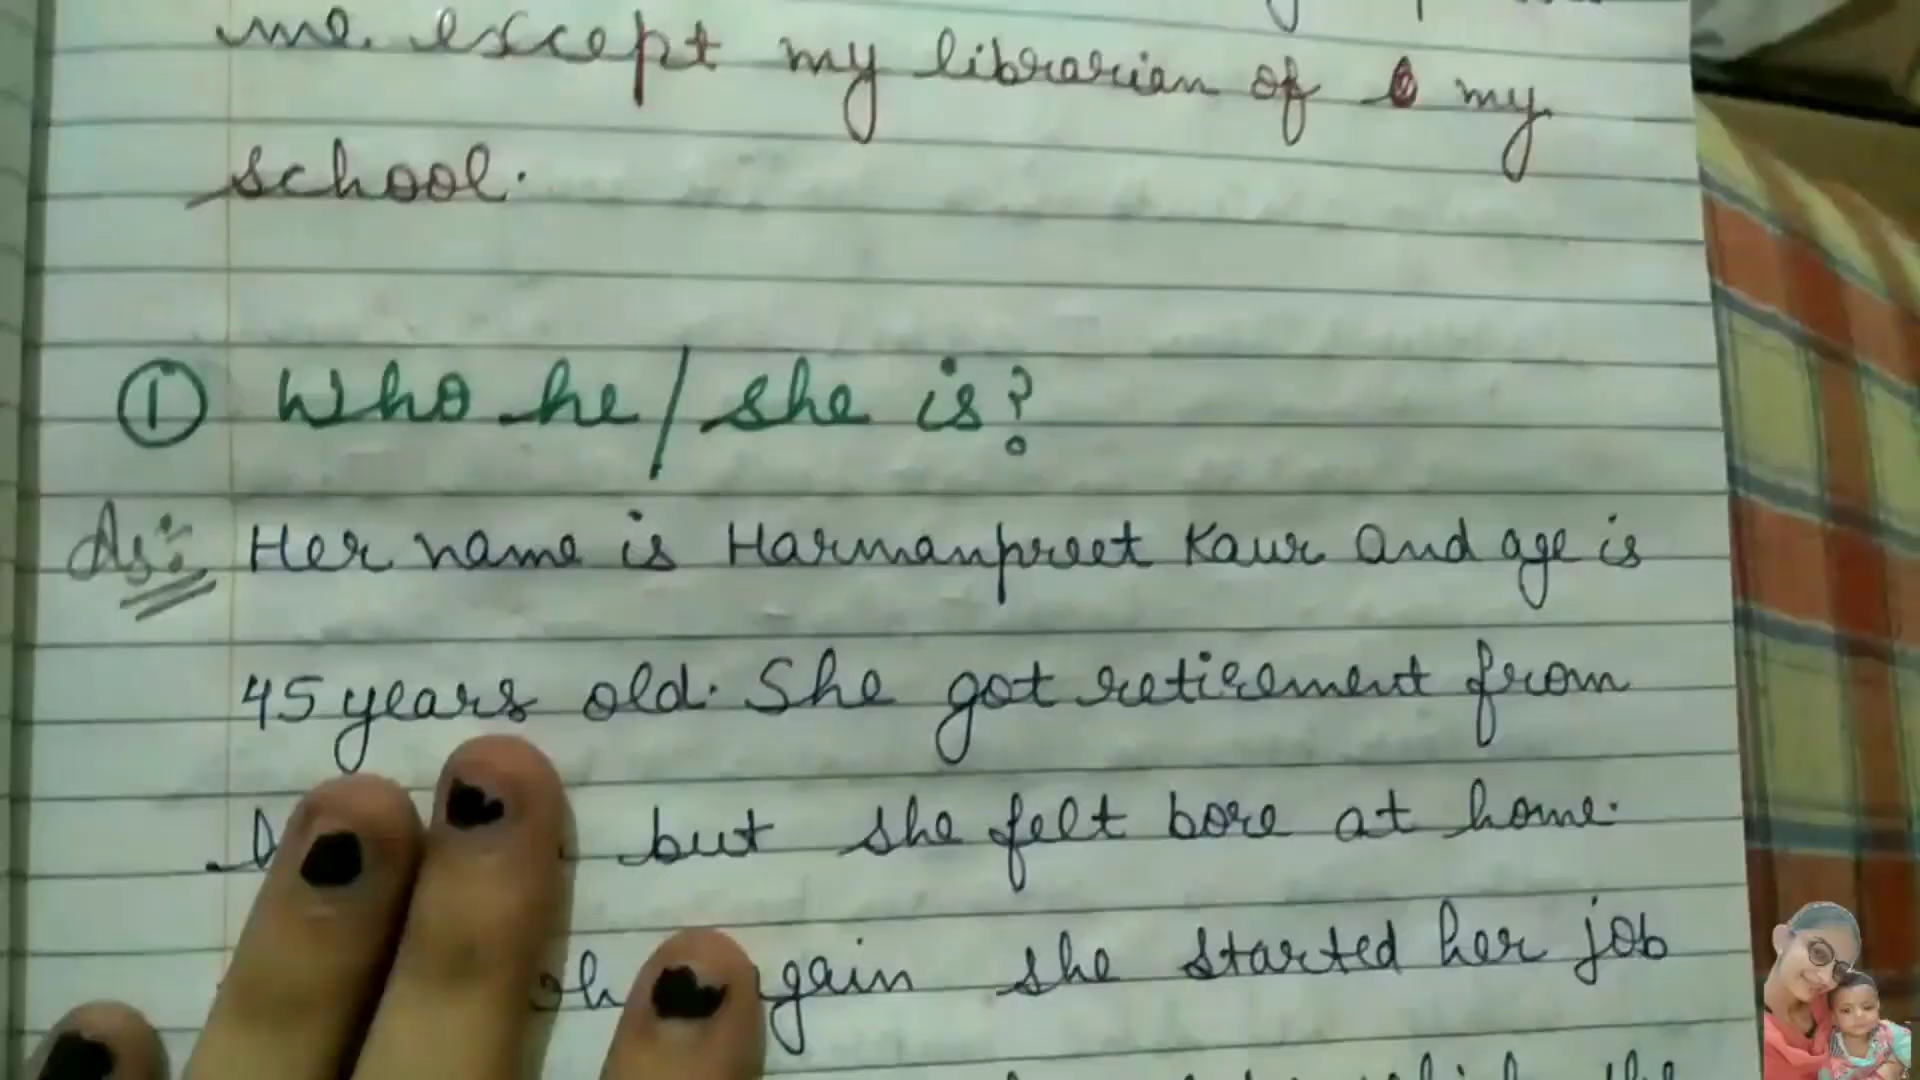 me. except my librarian of my
school.
① Who he/she is?
As:- Her name is Harmanpreet Kaur and age is
45 years old. She got retirement from
but she felt bore at home.
she started her job